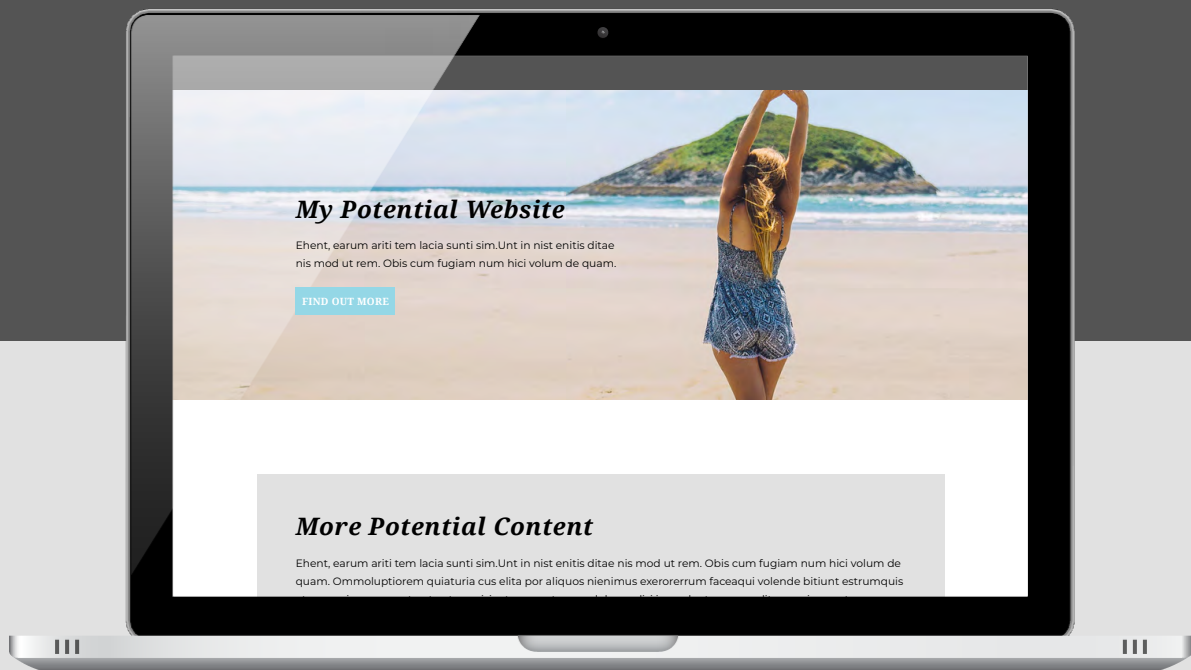 My Potential Website
Ehent, earum ariti tem lacia sunti sim.Unt in nist enitis ditae
nis mod ut rem. Obis cum fugiam num hici volum de quam.
FIND OUT MORE
More Potential Content
Ehent, earum ariti tem lacia sunti sim.Unt in nist enitis ditae nis mod ut rem. Obis cum fugiam num hici volum de
quam. Ommoluptiorem quiaturia cus elita por aliquos nienimus exerorerrum faceaqui volende bitiunt estrumquis